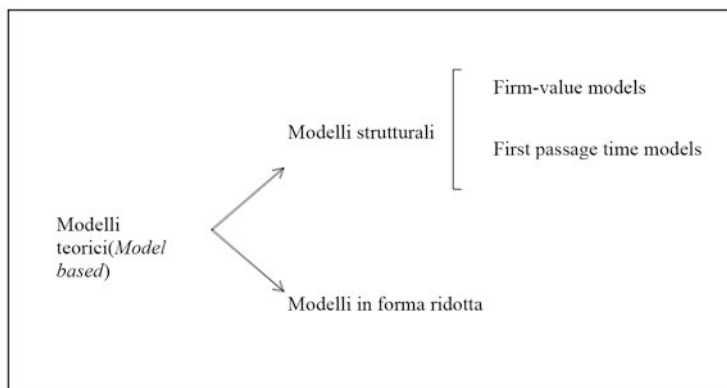 Firm-value models
Modelli strutturali
First passage time models
Modelli
teorici(Model
based)
Modelli in forma ridotta